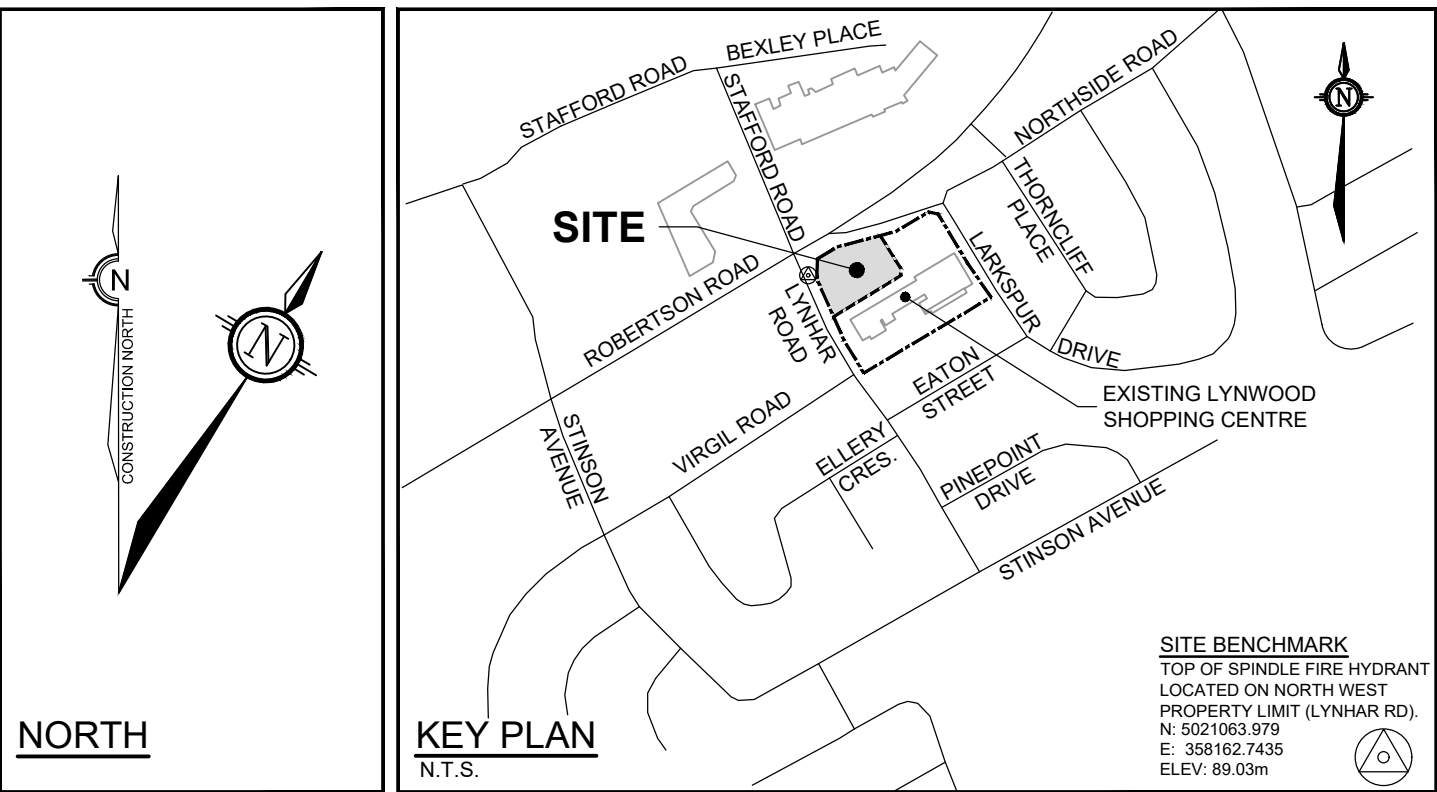 N
CONSTRUCTION NORTH
N
NORTH
BEXLEY PLACE
STAFFORD ROAD
STAFFORD ROAD
NORTHSIDE ROAD
N
THORNCLIFF
PLACE
SITE
LARKSPUR
DRIVE
ROBERTSON ROAD
LYNHAR
ROAD
EATON
STREET
EXISTING LYNWOOD
SHOPPING CENTRE
STINSON
AVENUE
VIRGIL ROAD
ELLERY
CRES.
PINEPOINT
DRIVE
STINSON AVENUE
KEY PLAN
N.T.S.
SITE BENCHMARK
TOP OF SPINDLE FIRE HYDRANT
LOCATED ON NORTH WEST
PROPERTY LIMIT (LYNHAR RD).
N: 5021063.979
E: 358162.7435
ELEV: 89.03m